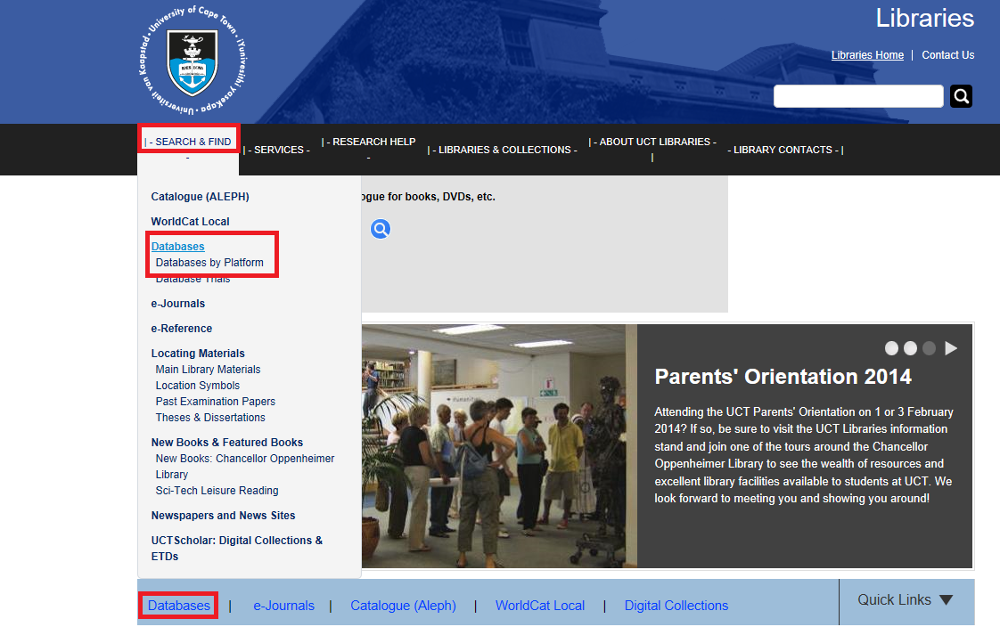 University of Cape Town · iYunivesithi yaseKapa · Universiteit van Kaapstad
Libraries
Libraries Home | Contact Us
| - SEARCH & FIND -
| - SERVICES -
| - RESEARCH HELP -
| - LIBRARIES & COLLECTIONS -
| - ABOUT UCT LIBRARIES - |
- LIBRARY CONTACTS - |
Catalogue (ALEPH)
WorldCat Local
Databases
Databases by Platform
Database Trials
e-Journals
e-Reference
Locating Materials
Main Library Materials
Location Symbols
Past Examination Papers
Theses & Dissertations
New Books & Featured Books
New Books: Chancellor Oppenheimer
Library
Sci-Tech Leisure Reading
Newspapers and News Sites
UCTScholar: Digital Collections &
ETDs
ogue for books, DVDs, etc.
Parents' Orientation 2014
Attending the UCT Parents' Orientation on 1 or 3 February
2014? If so, be sure to visit the UCT Libraries information
stand and join one of the tours around the Chancellor
Oppenheimer Library to see the wealth of resources and
excellent library facilities available to students at UCT. We
look forward to meeting you and showing you around!
Databases | e-Journals | Catalogue (Aleph) | WorldCat Local | Digital Collections
Quick Links